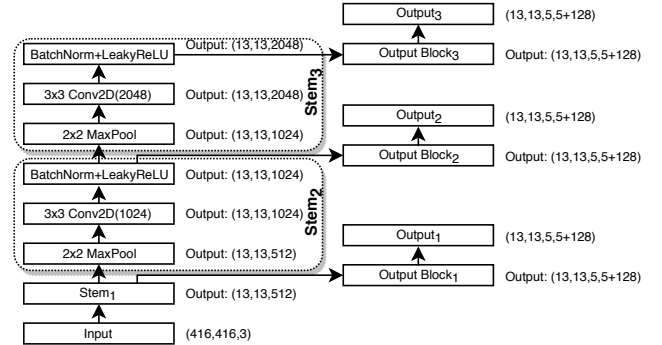 Output3 (13,13,5,5+128)
BatchNorm+LeakyReLU Output: (13,13,2048) Output Block3 Output: (13,13,5,5+128)
3x3 Conv2D(2048) Output: (13,13,2048)
2x2 MaxPool Output: (13,13,1024)
Stem3
Output2 (13,13,5,5+128)
Output Block2 Output: (13,13,5,5+128)
BatchNorm+LeakyReLU Output: (13,13,1024)
3x3 Conv2D(1024) Output: (13,13,1024)
2x2 MaxPool Output: (13,13,512)
Stem2
Output1 (13,13,5,5+128)
Output Block1 Output: (13,13,5,5+128)
Stem1 Output: (13,13,512)
Input (416,416,3)